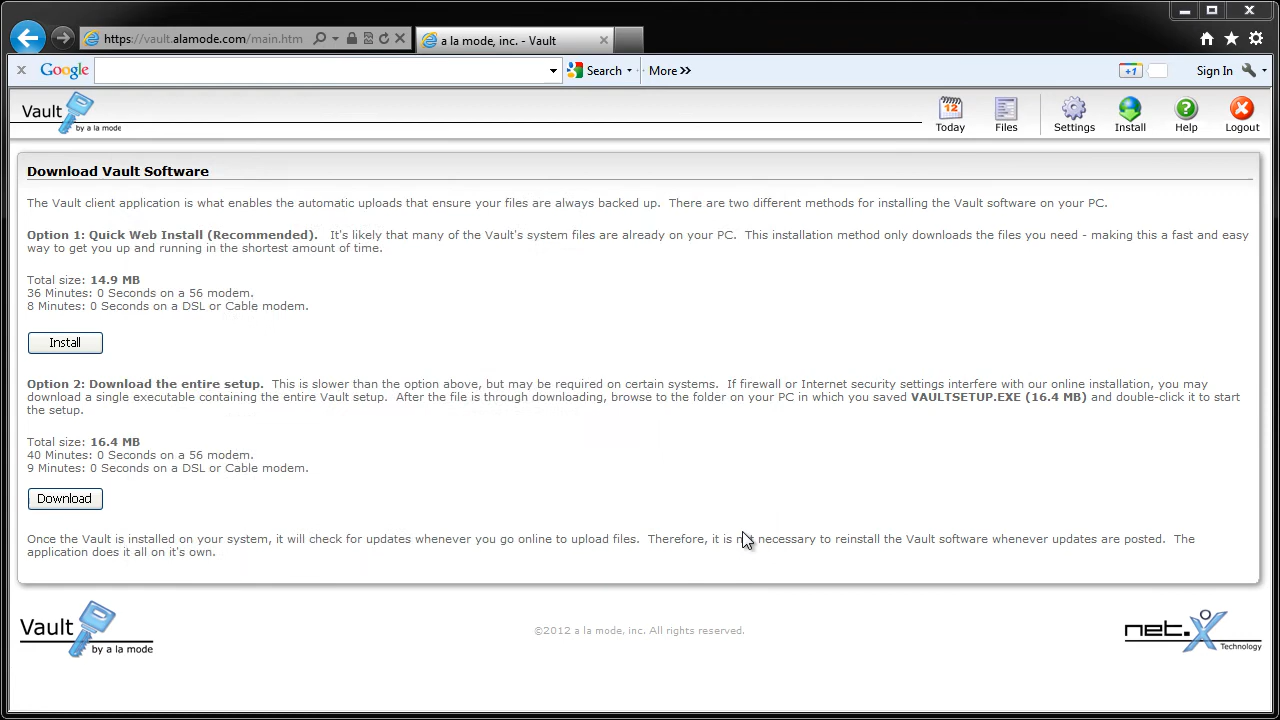 https://vault.alamode.com/main.htm
a la mode, inc. - Vault
Google
Search
More »
+1
Sign In
Vault
by a la mode
12
Today
Files
Settings
Install
Help
Logout
Download Vault Software
The Vault client application is what enables the automatic uploads that ensure your files are always backed up. There are two different methods for installing the Vault software on your PC.
Option 1: Quick Web Install (Recommended). It's likely that many of the Vault's system files are already on your PC. This installation method only downloads the files you need - making this a fast and easy
way to get you up and running in the shortest amount of time.
Total size: 14.9 MB
36 Minutes: 0 Seconds on a 56 modem.
8 Minutes: 0 Seconds on a DSL or Cable modem.
Install
Option 2: Download the entire setup. This is slower than the option above, but may be required on certain systems. If firewall or Internet security settings interfere with our online installation, you may
download a single executable containing the entire Vault setup. After the file is through downloading, browse to the folder on your PC in which you saved VAULTSETUP.EXE (16.4 MB) and double-click it to start
the setup.
Total size: 16.4 MB
40 Minutes: 0 Seconds on a 56 modem.
9 Minutes: 0 Seconds on a DSL or Cable modem.
Download
Once the Vault is installed on your system, it will check for updates whenever you go online to upload files. Therefore, it is not necessary to reinstall the Vault software whenever updates are posted. The
application does it all on it's own.
Vault
by a la mode
©2012 a la mode, inc. All rights reserved.
net.X
Technology